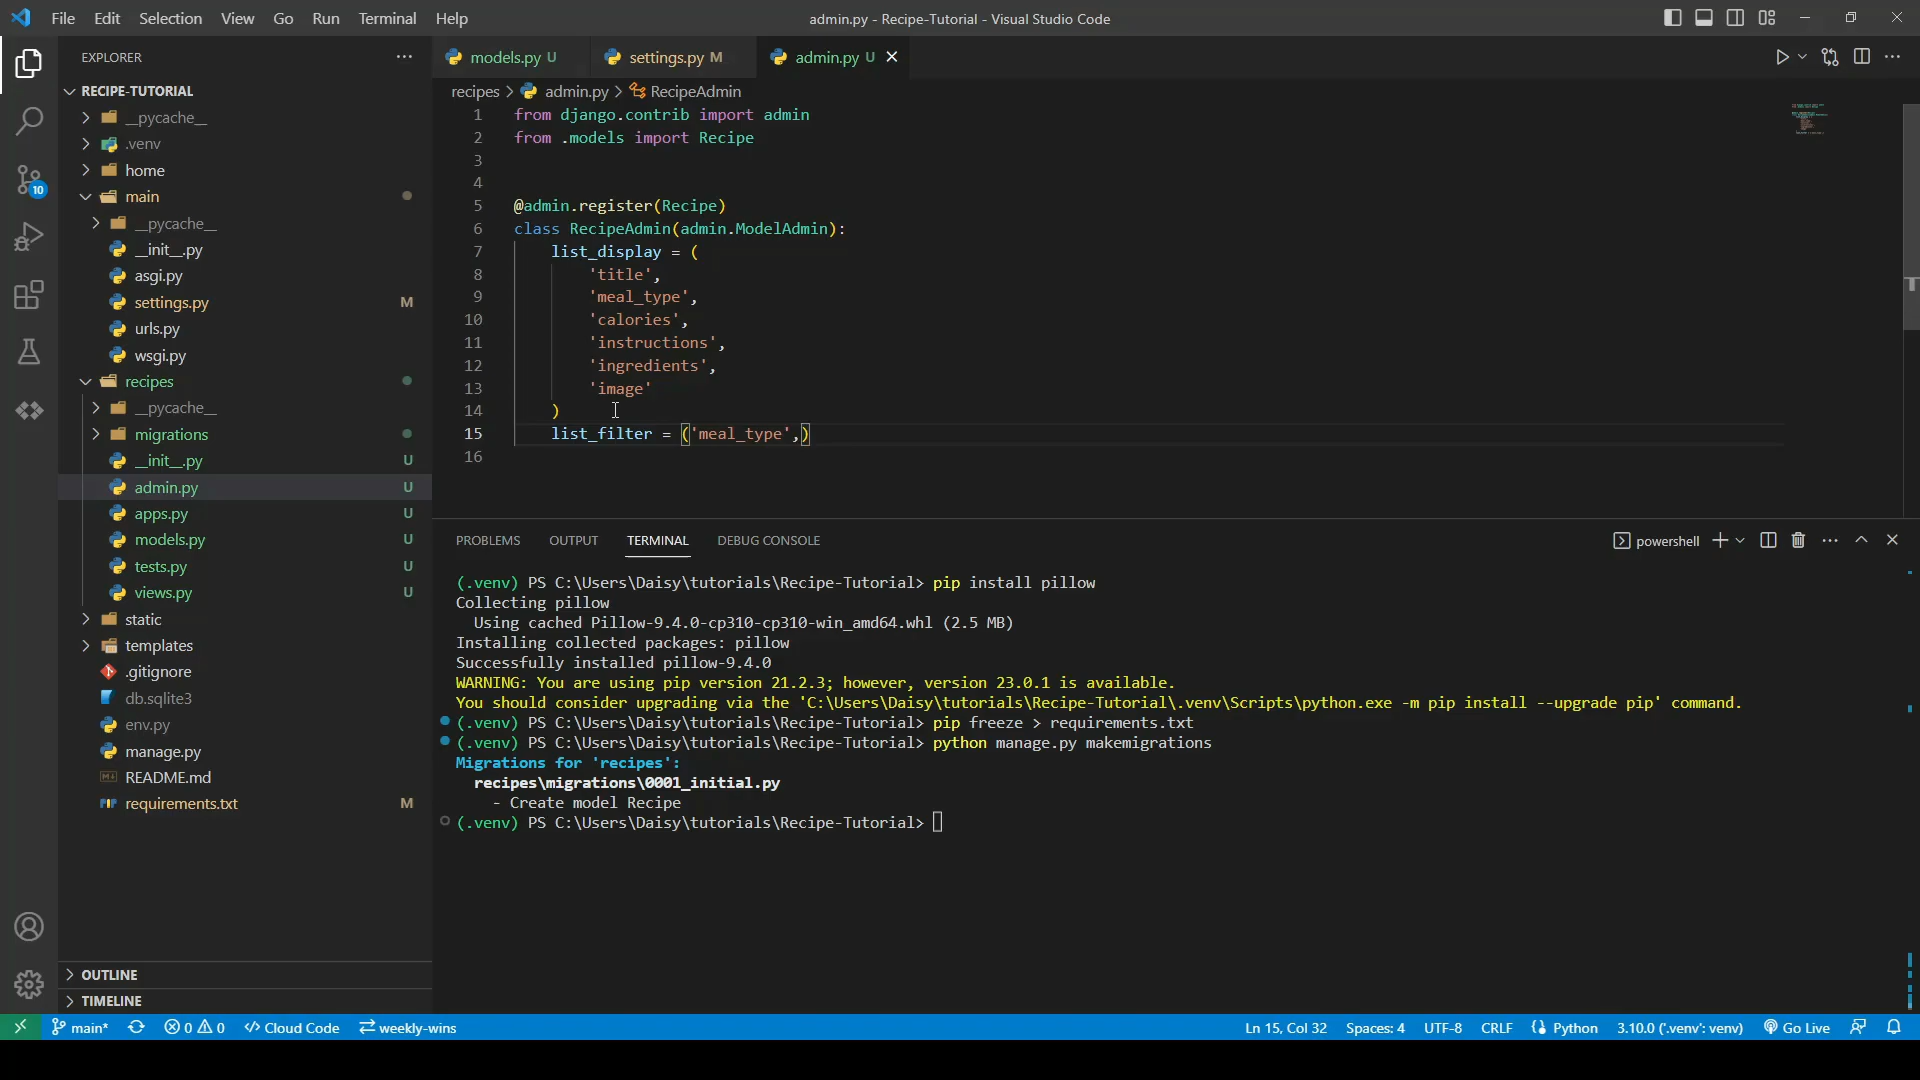 File Edit Selection View Go Run Terminal Help
admin.py - Recipe-Tutorial - Visual Studio Code
EXPLORER
RECIPE-TUTORIAL
__pycache__
.venv
home
main
__pycache__
__init__.py
asgi.py
settings.py M
urls.py
wsgi.py
recipes
__pycache__
migrations
__init__.py U
admin.py U
apps.py U
models.py U
tests.py U
views.py U
static
templates
.gitignore
db.sqlite3
env.py
manage.py
README.md
requirements.txt M
OUTLINE
TIMELINE
10
models.py U settings.py M admin.py U
recipes > admin.py > RecipeAdmin
1 from django.contrib import admin
2 from .models import Recipe
3
4
5 @admin.register(Recipe)
6 class RecipeAdmin(admin.ModelAdmin):
7 list_display = (
8 'title',
9 'meal_type',
10 'calories',
11 'instructions',
12 'ingredients',
13 'image'
14 )
15 list_filter = ('meal_type',)
16
PROBLEMS OUTPUT TERMINAL DEBUG CONSOLE
powershell
(.venv) PS C:\Users\Daisy\tutorials\Recipe-Tutorial> pip install pillow
Collecting pillow
Using cached Pillow-9.4.0-cp310-cp310-win_amd64.whl (2.5 MB)
Installing collected packages: pillow
Successfully installed pillow-9.4.0
WARNING: You are using pip version 21.2.3; however, version 23.0.1 is available.
You should consider upgrading via the 'C:\Users\Daisy\tutorials\Recipe-Tutorial\.venv\Scripts\python.exe -m pip install --upgrade pip' command.
(.venv) PS C:\Users\Daisy\tutorials\Recipe-Tutorial> pip freeze > requirements.txt
(.venv) PS C:\Users\Daisy\tutorials\Recipe-Tutorial> python manage.py makemigrations
Migrations for 'recipes':
recipes\migrations\0001_initial.py
- Create model Recipe
(.venv) PS C:\Users\Daisy\tutorials\Recipe-Tutorial>
main* 0 0 Cloud Code weekly-wins
Ln 15, Col 32 Spaces: 4 UTF-8 CRLF Python 3.10.0 ('.venv': venv) Go Live